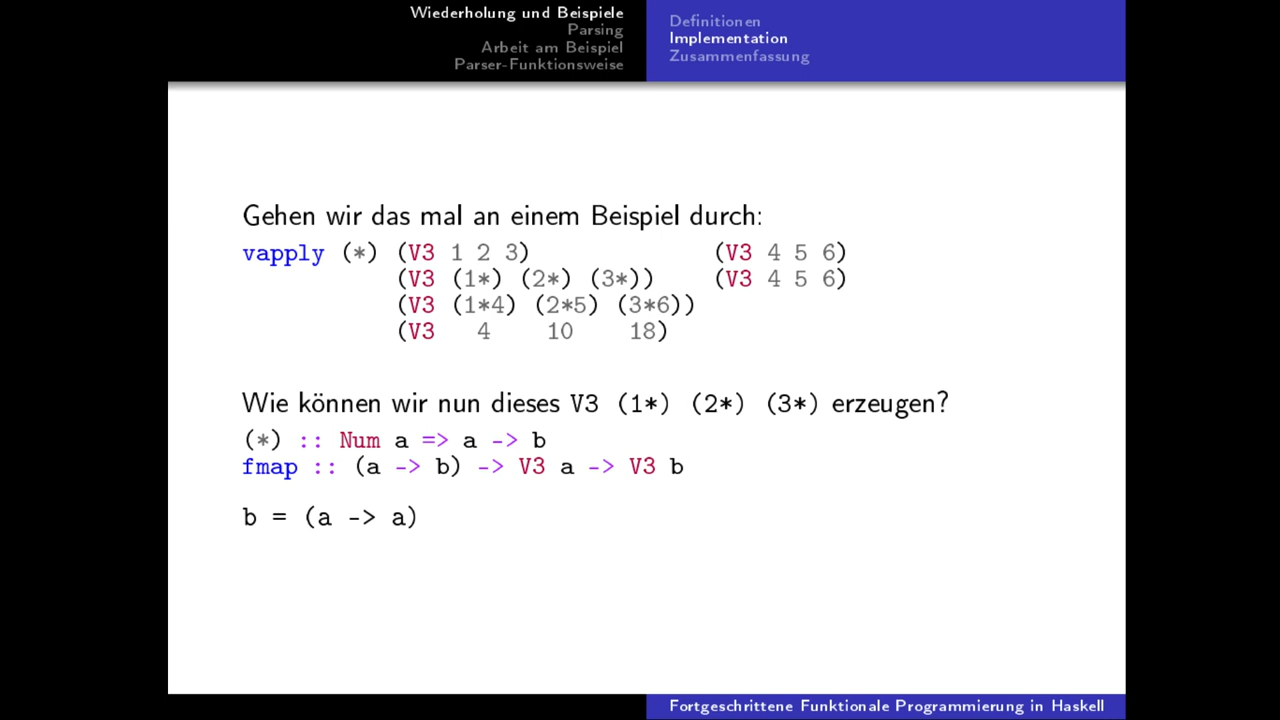 Wiederholung und Beispiele
Parsing
Arbeit am Beispiel
Parser-Funktionsweise
Definitionen
Implementation
Zusammenfassung
Gehen wir das mal an einem Beispiel durch:
vapply (*) (V3 1 2 3) (V3 4 5 6)
(V3 (1*) (2*) (3*)) (V3 4 5 6)
(V3 (1*4) (2*5) (3*6))
(V3 4 10 18)
Wie können wir nun dieses V3 (1*) (2*) (3*) erzeugen?
(*) :: Num a => a -> b
fmap :: (a -> b) -> V3 a -> V3 b
b = (a -> a)
Fortgeschrittene Funktionale Programmierung in Haskell